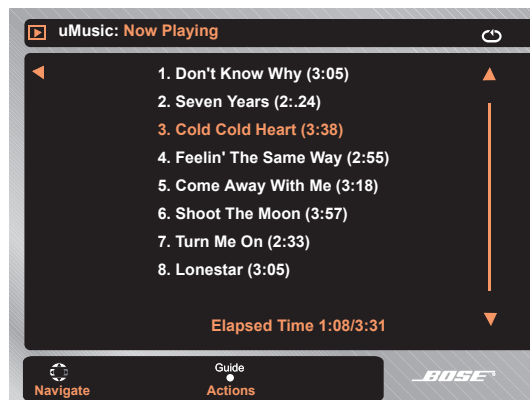 uMusic: Now Playing
1. Don't Know Why (3:05)
2. Seven Years (2:.24)
3. Cold Cold Heart (3:38)
4. Feelin' The Same Way (2:55)
5. Come Away With Me (3:18)
6. Shoot The Moon (3:57)
7. Turn Me On (2:33)
8. Lonestar (3:05)
Elapsed Time 1:08/3:31
Guide
Navigate Actions
BOSE